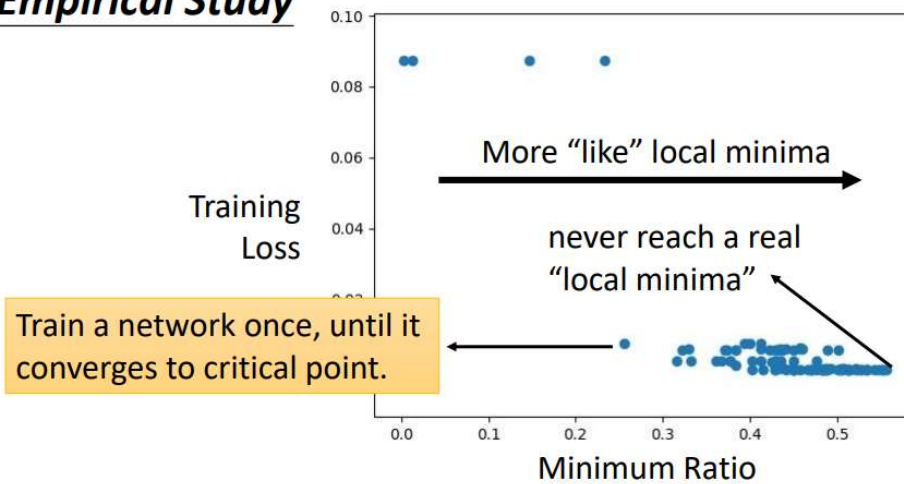 Empirical Study
0.10
0.08
0.06
0.04
More “like” local minima
Training
Loss
never reach a real
“local minima”
Train a network once, until it
converges to critical point.
0.0 0.1 0.2 0.3 0.4 0.5
Minimum Ratio